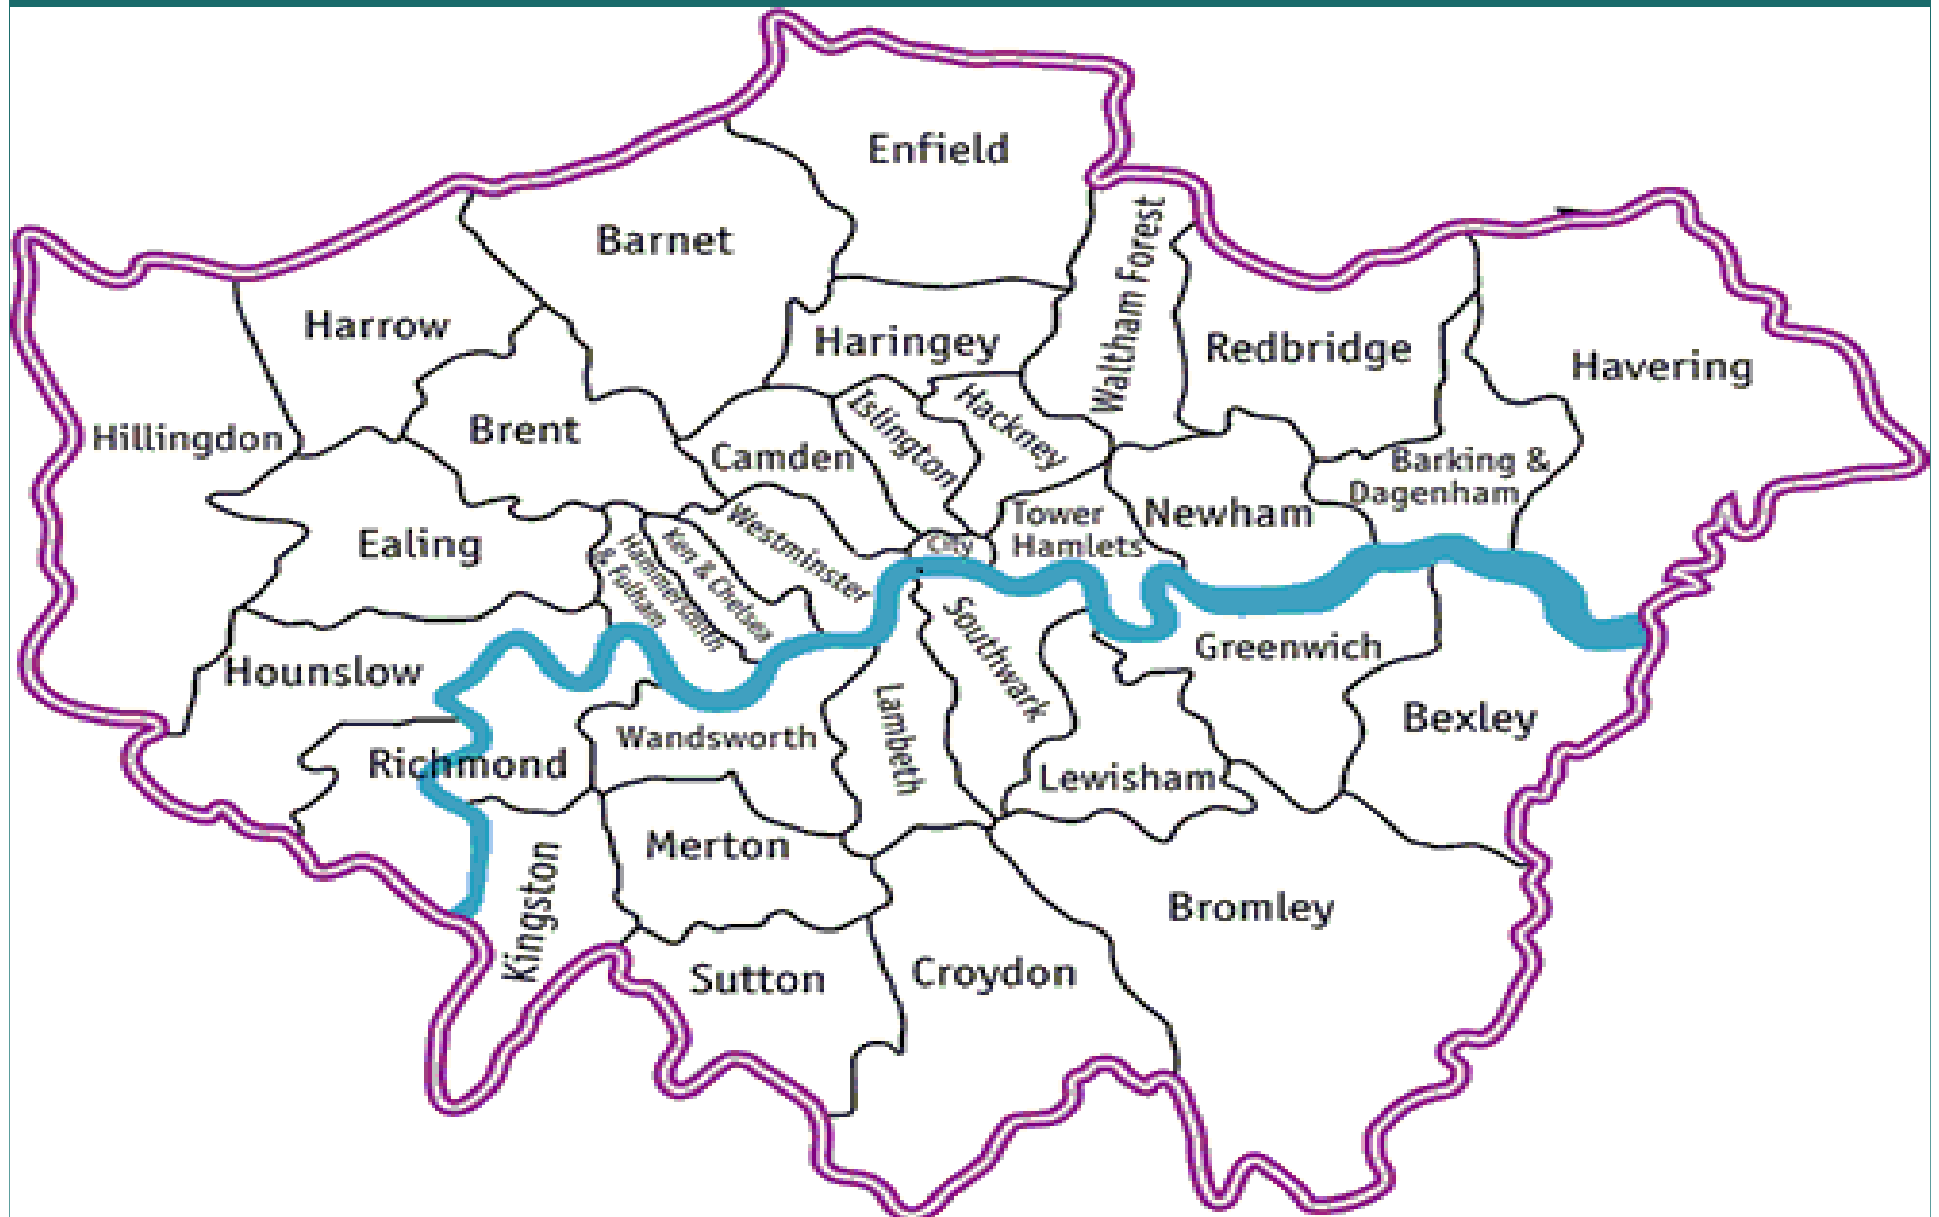 Enfield
Barnet
Waltham Forest
Harrow
Haringey
Redbridge
Havering
Hillingdon
Brent
Camden
Islington
Hackney
Barking &
Dagenham
Ealing
Hammersmith
& Fulham
Ken & Chelsea
Westminster
City
Tower
Hamlets
Newham
Hounslow
Southwark
Greenwich
Richmond
Wandsworth
Lambeth
Lewisham
Bexley
Kingston
Merton
Bromley
Sutton
Croydon